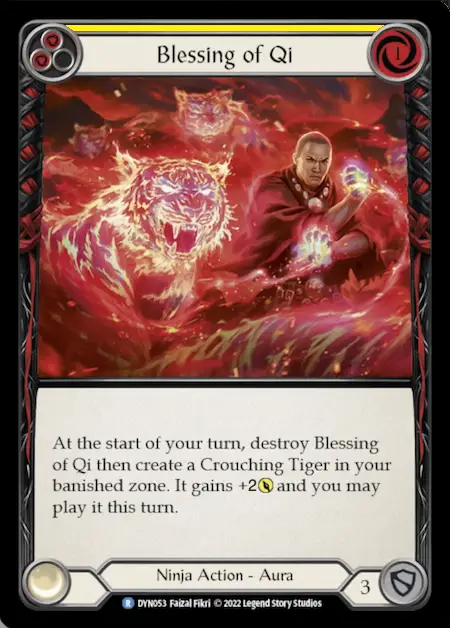 Blessing of Qi
1
At the start of your turn, destroy Blessing
of Qi then create a Crouching Tiger in your
banished zone. It gains +2 and you may
play it this turn.
Ninja Action - Aura
3
R DYN053 Faizal Fikri © 2022 Legend Story Studios